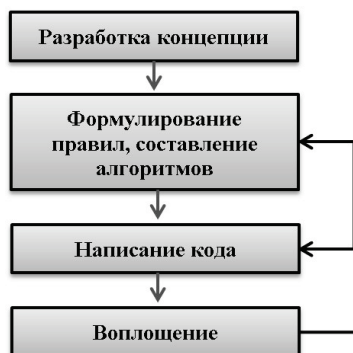 Разработка концепции
Формулирование
правил, составление
алгоритмов
Написание кода
Воплощение